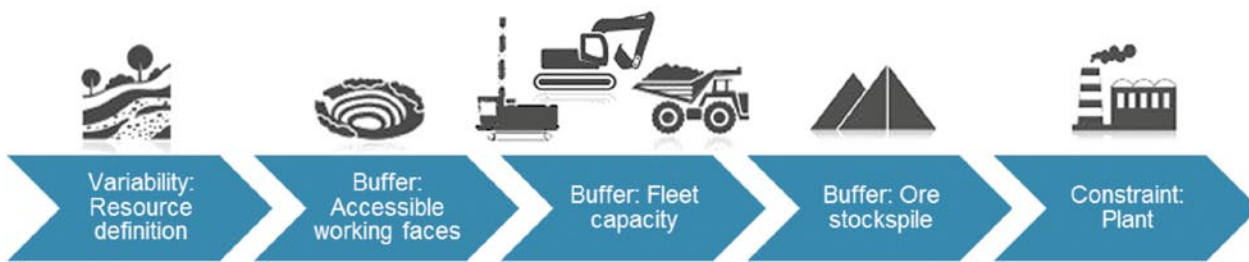 Variability:
Resource
definition
Buffer:
Accessible
working faces
Buffer: Fleet
capacity
Buffer: Ore
stockspile
Constraint:
Plant